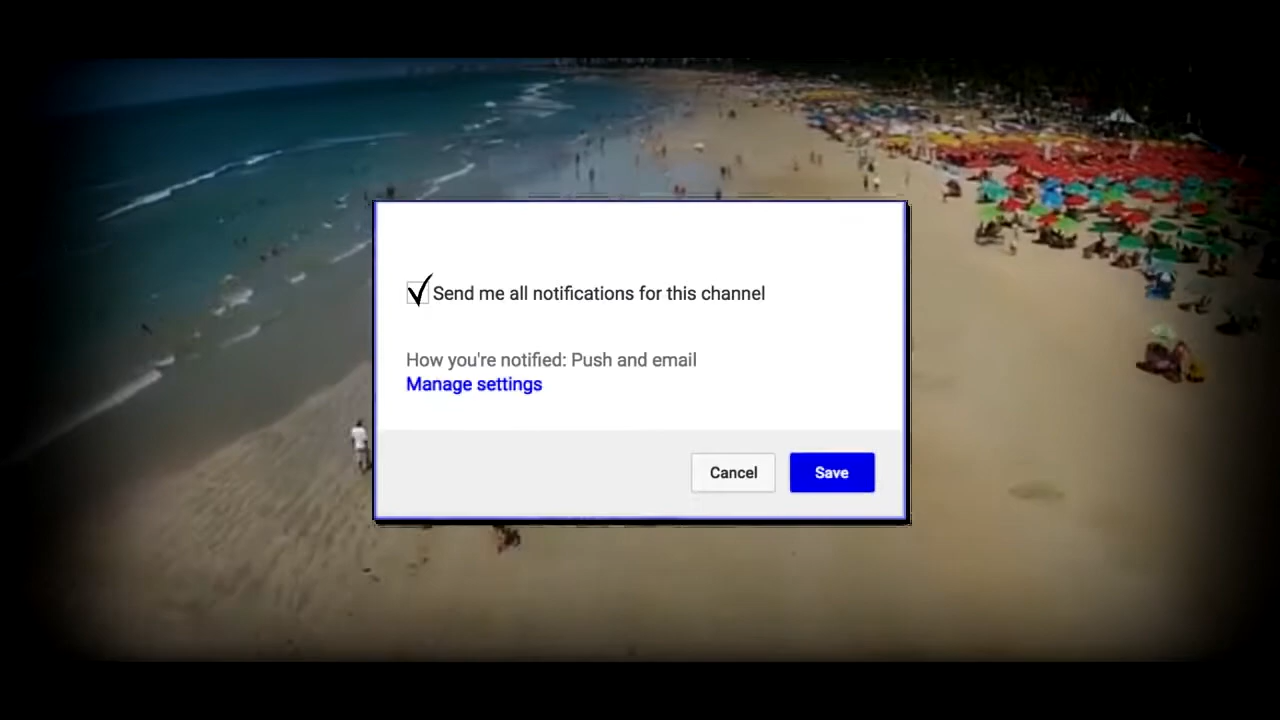 Send me all notifications for this channel
How you're notified: Push and email
Manage settings
Cancel Save